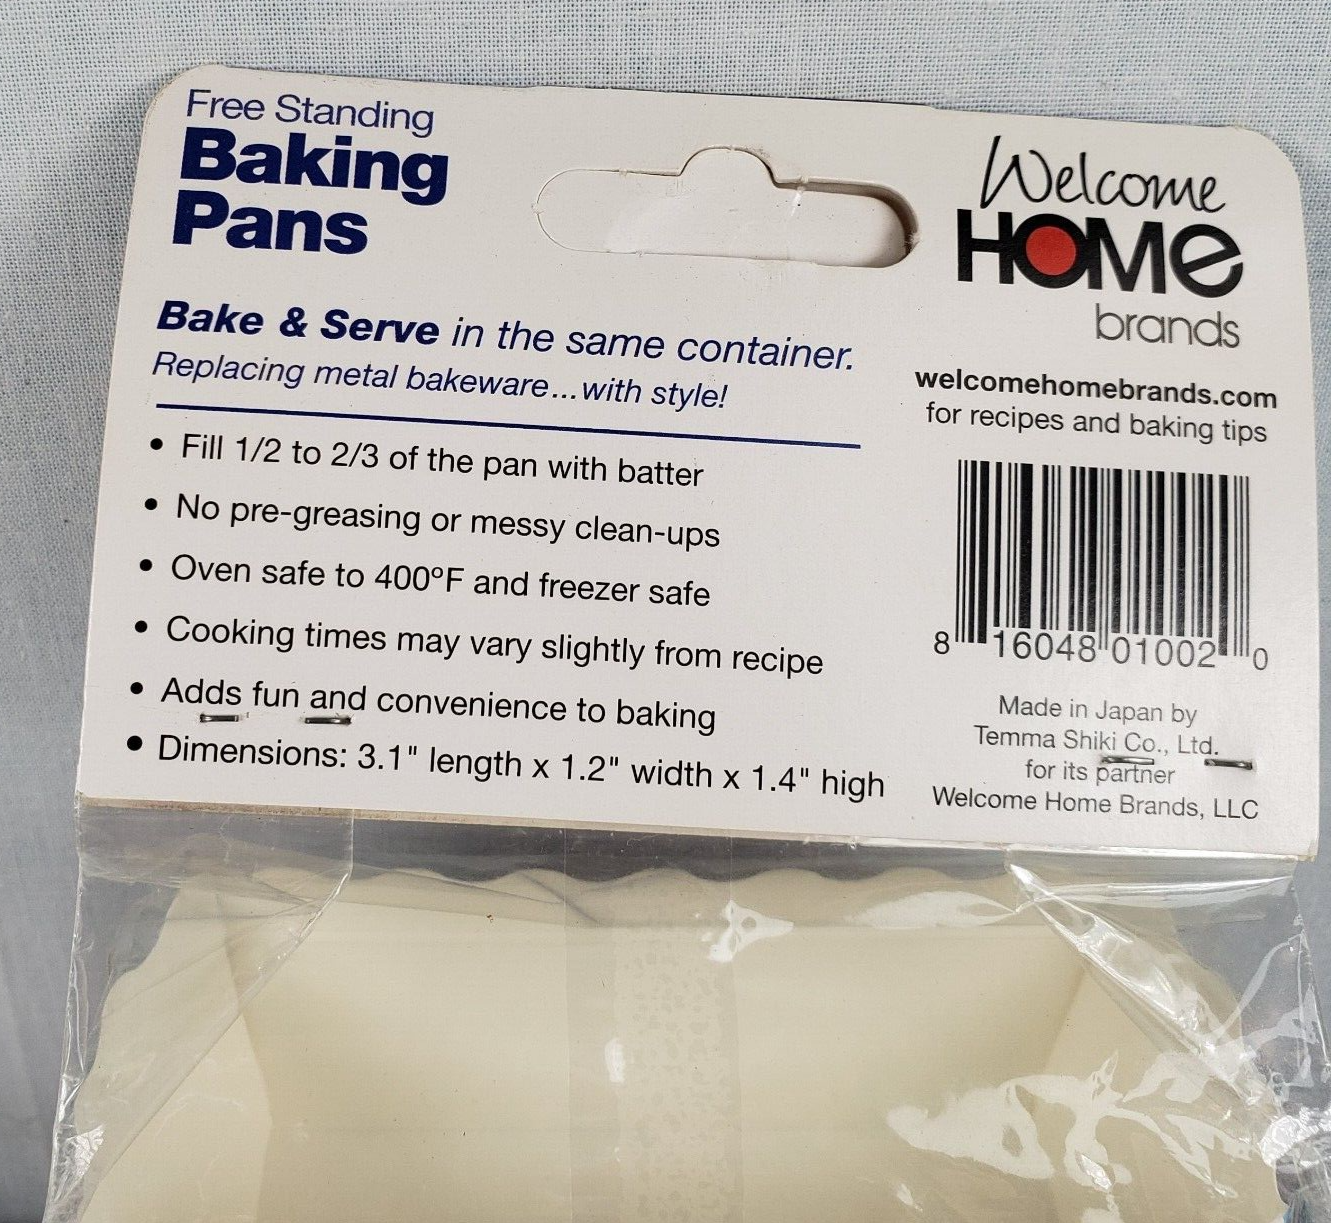 Free Standing
Baking
Pans
Bake & Serve in the same container.
Replacing metal bakeware...with style!
• Fill 1/2 to 2/3 of the pan with batter
• No pre-greasing or messy clean-ups
• Oven safe to 400ºF and freezer safe
• Cooking times may vary slightly from recipe
• Adds fun and convenience to baking
• Dimensions: 3.1" length x 1.2" width x 1.4" high
Welcome
HOMe
brands
welcomehomebrands.com
for recipes and baking tips
8 16048 01002 0
Made in Japan by
Temma Shiki Co., Ltd.
for its partner
Welcome Home Brands, LLC